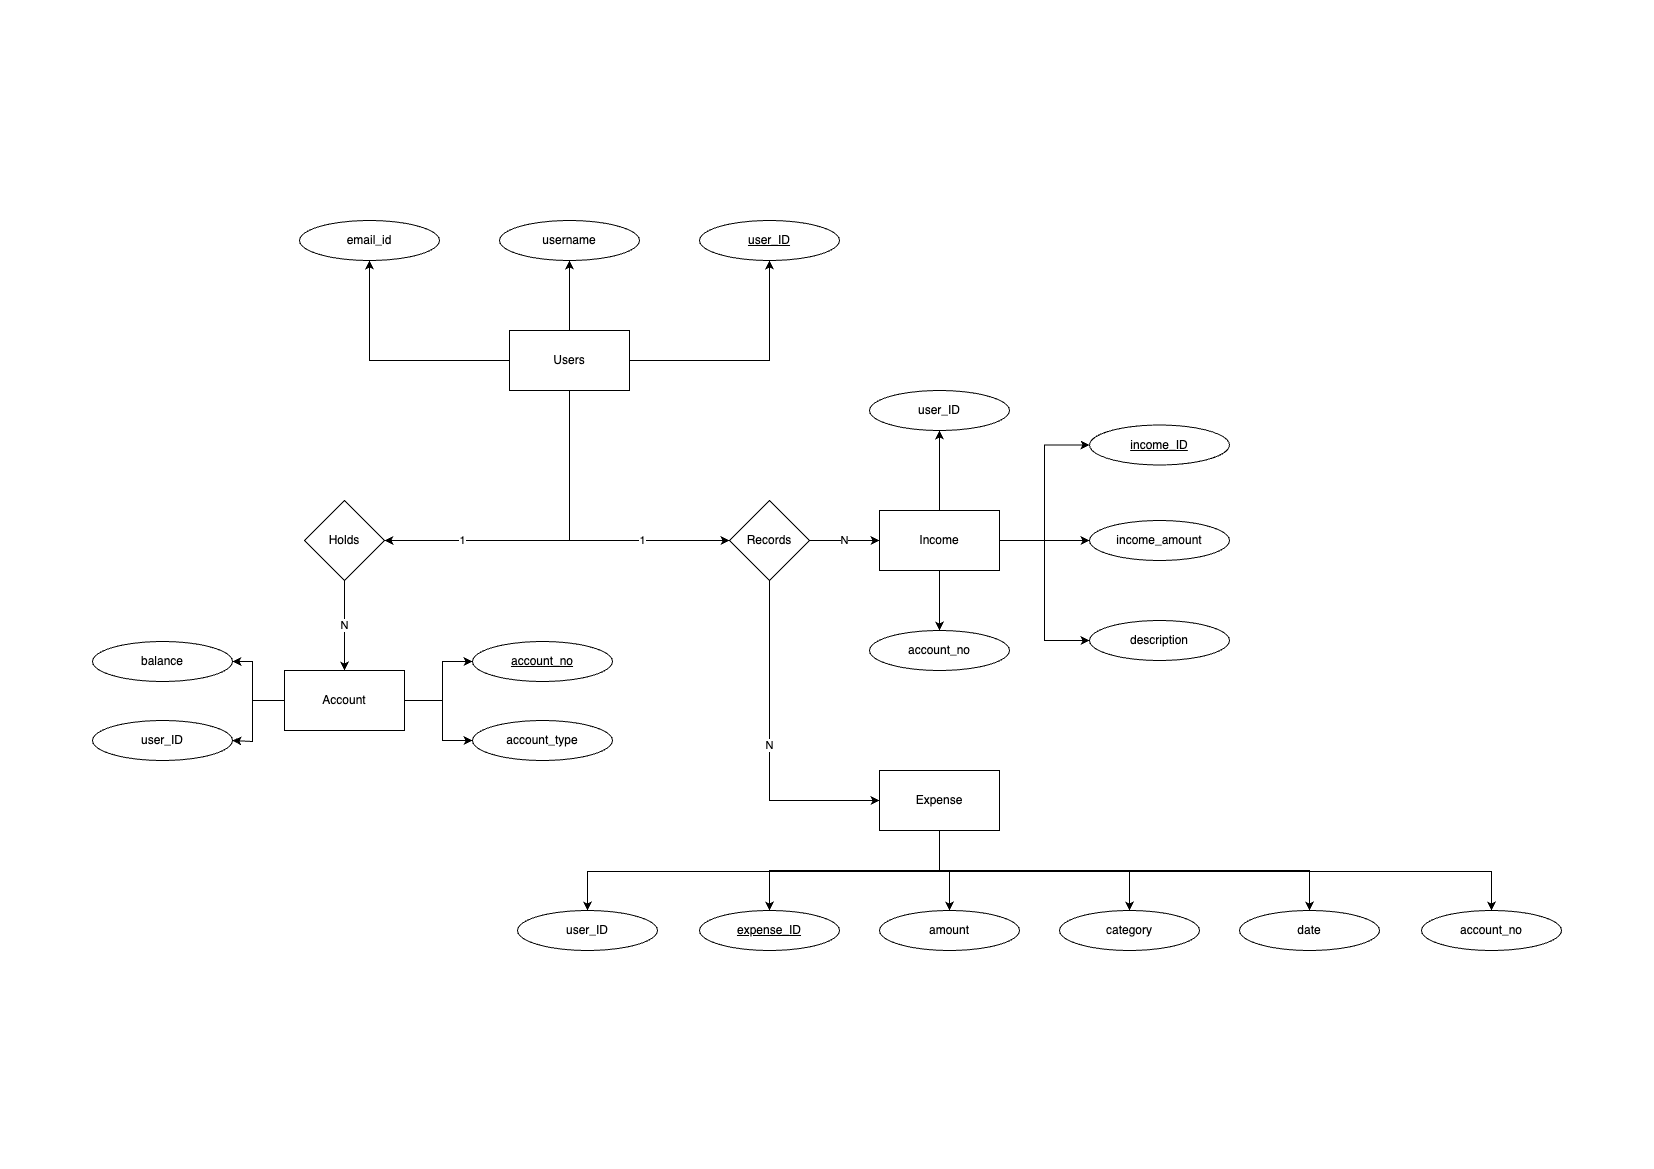 email_id
username
user_ID
Users
user_ID
income_ID
Holds
1
1
Records
N
Income
income_amount
N
description
account_no
balance
account_no
Account
user_ID
account_type
N
Expense
user_ID
expense_ID
amount
category
date
account_no